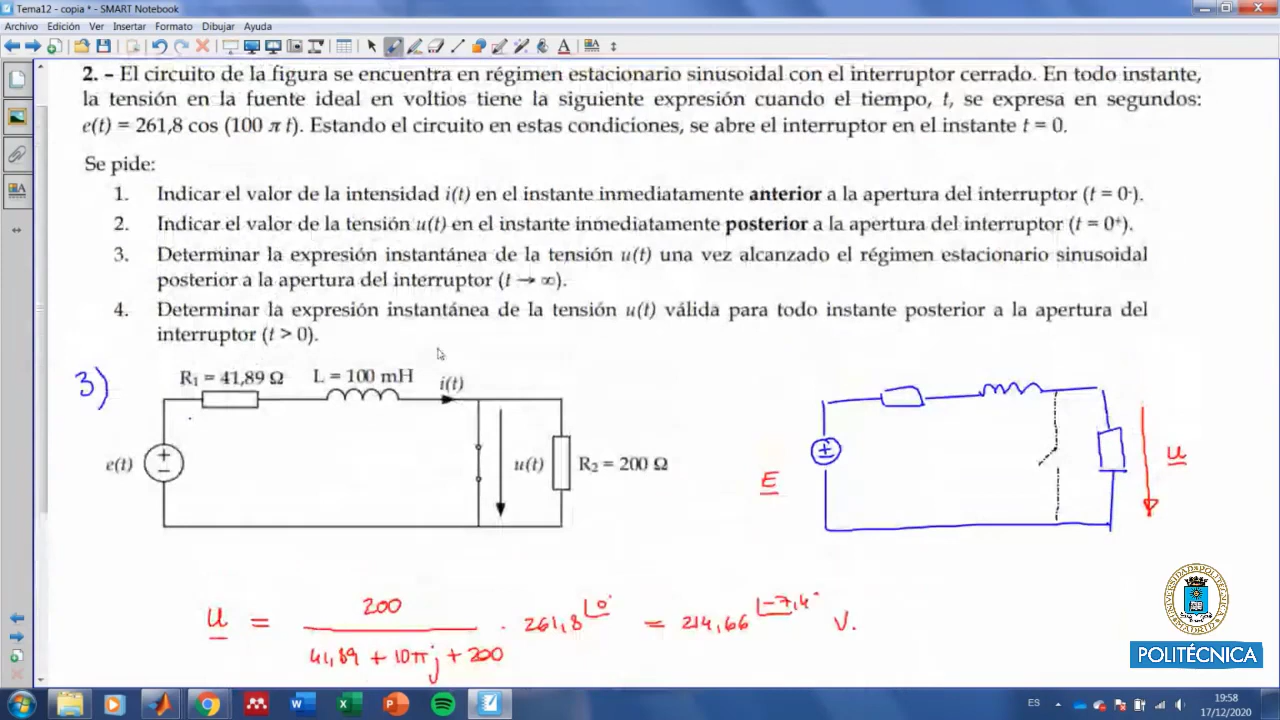 Tema12 - copia * - SMART Notebook
Archivo Edición Ver Insertar Formato Dibujar Ayuda
2. – El circuito de la figura se encuentra en régimen estacionario sinusoidal con el interruptor cerrado. En todo instante,
la tensión en la fuente ideal en voltios tiene la siguiente expresión cuando el tiempo, t, se expresa en segundos:
e(t) = 261,8 cos (100 π t). Estando el circuito en estas condiciones, se abre el interruptor en el instante t = 0.
Se pide:
1. Indicar el valor de la intensidad i(t) en el instante inmediatamente anterior a la apertura del interruptor (t = 0-).
2. Indicar el valor de la tensión u(t) en el instante inmediatamente posterior a la apertura del interruptor (t = 0+).
3. Determinar la expresión instantánea de la tensión u(t) una vez alcanzado el régimen estacionario sinusoidal
posterior a la apertura del interruptor (t → ∞).
4. Determinar la expresión instantánea de la tensión u(t) válida para todo instante posterior a la apertura del
interruptor (t > 0).
3)
R1 = 41,89 Ω L = 100 mH i(t)
e(t) + − u(t) R2 = 200 Ω
E ± u
u = 200 / 41,89 + 10πj + 200 · 261,8 |0° = 214,66 |-7,4° V.
POLITÉCNICA
ES 19:58
17/12/2020